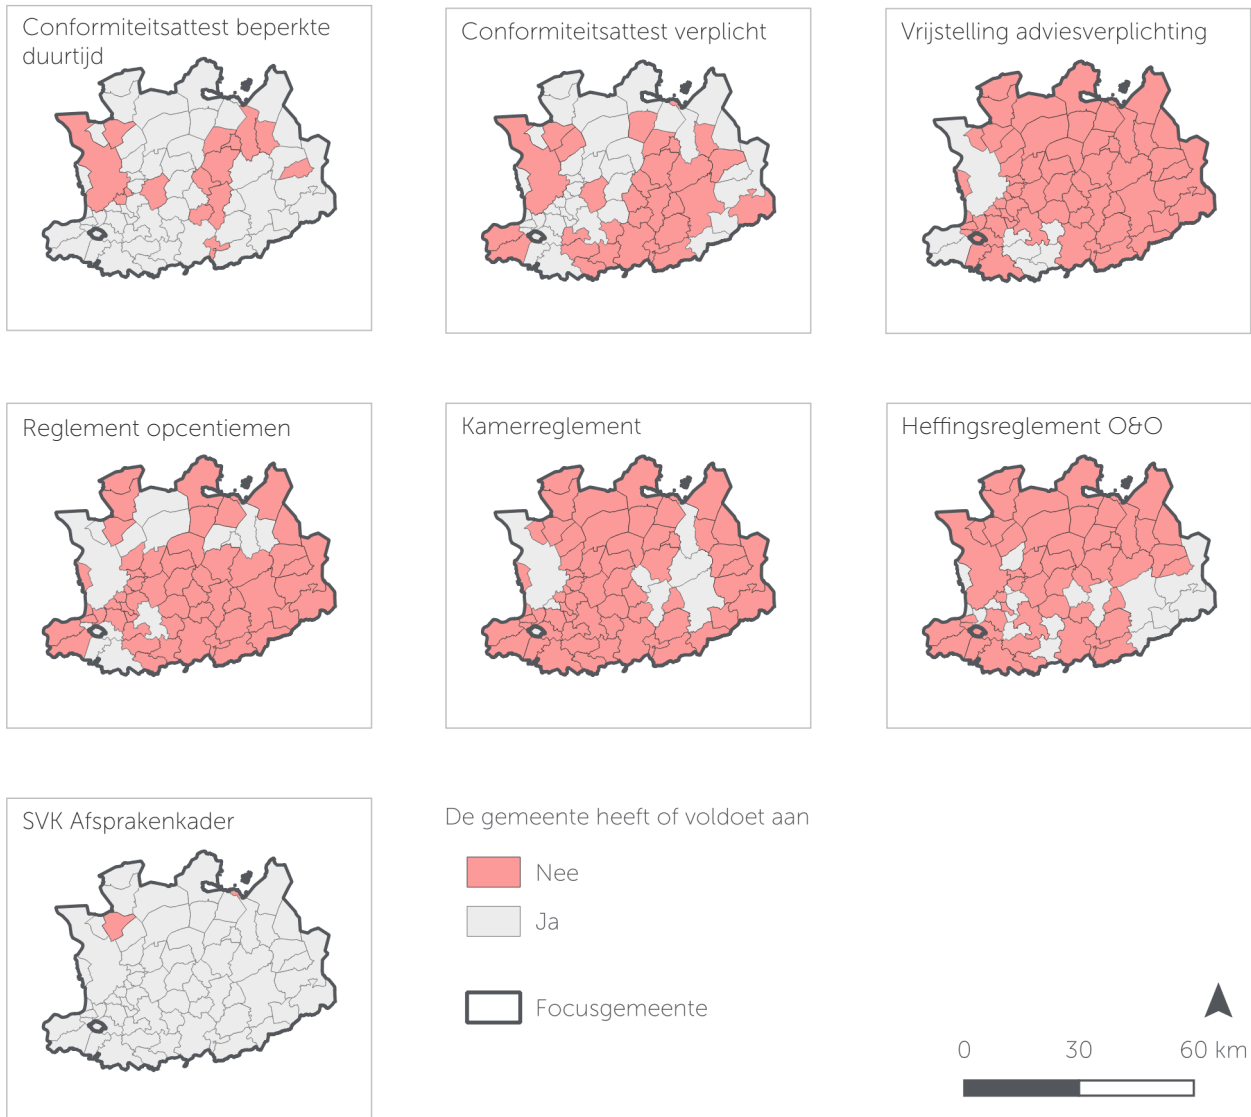 Conformiteitsattest beperkte
duurtijd
Conformiteitsattest verplicht
Vrijstelling adviesverplichting
Reglement opcentiemen
Kamerreglement
Heffingsreglement O&O
SVK Afsprakenkader
De gemeente heeft of voldoet aan
Nee
Ja
Focusgemeente
0 30 60 km